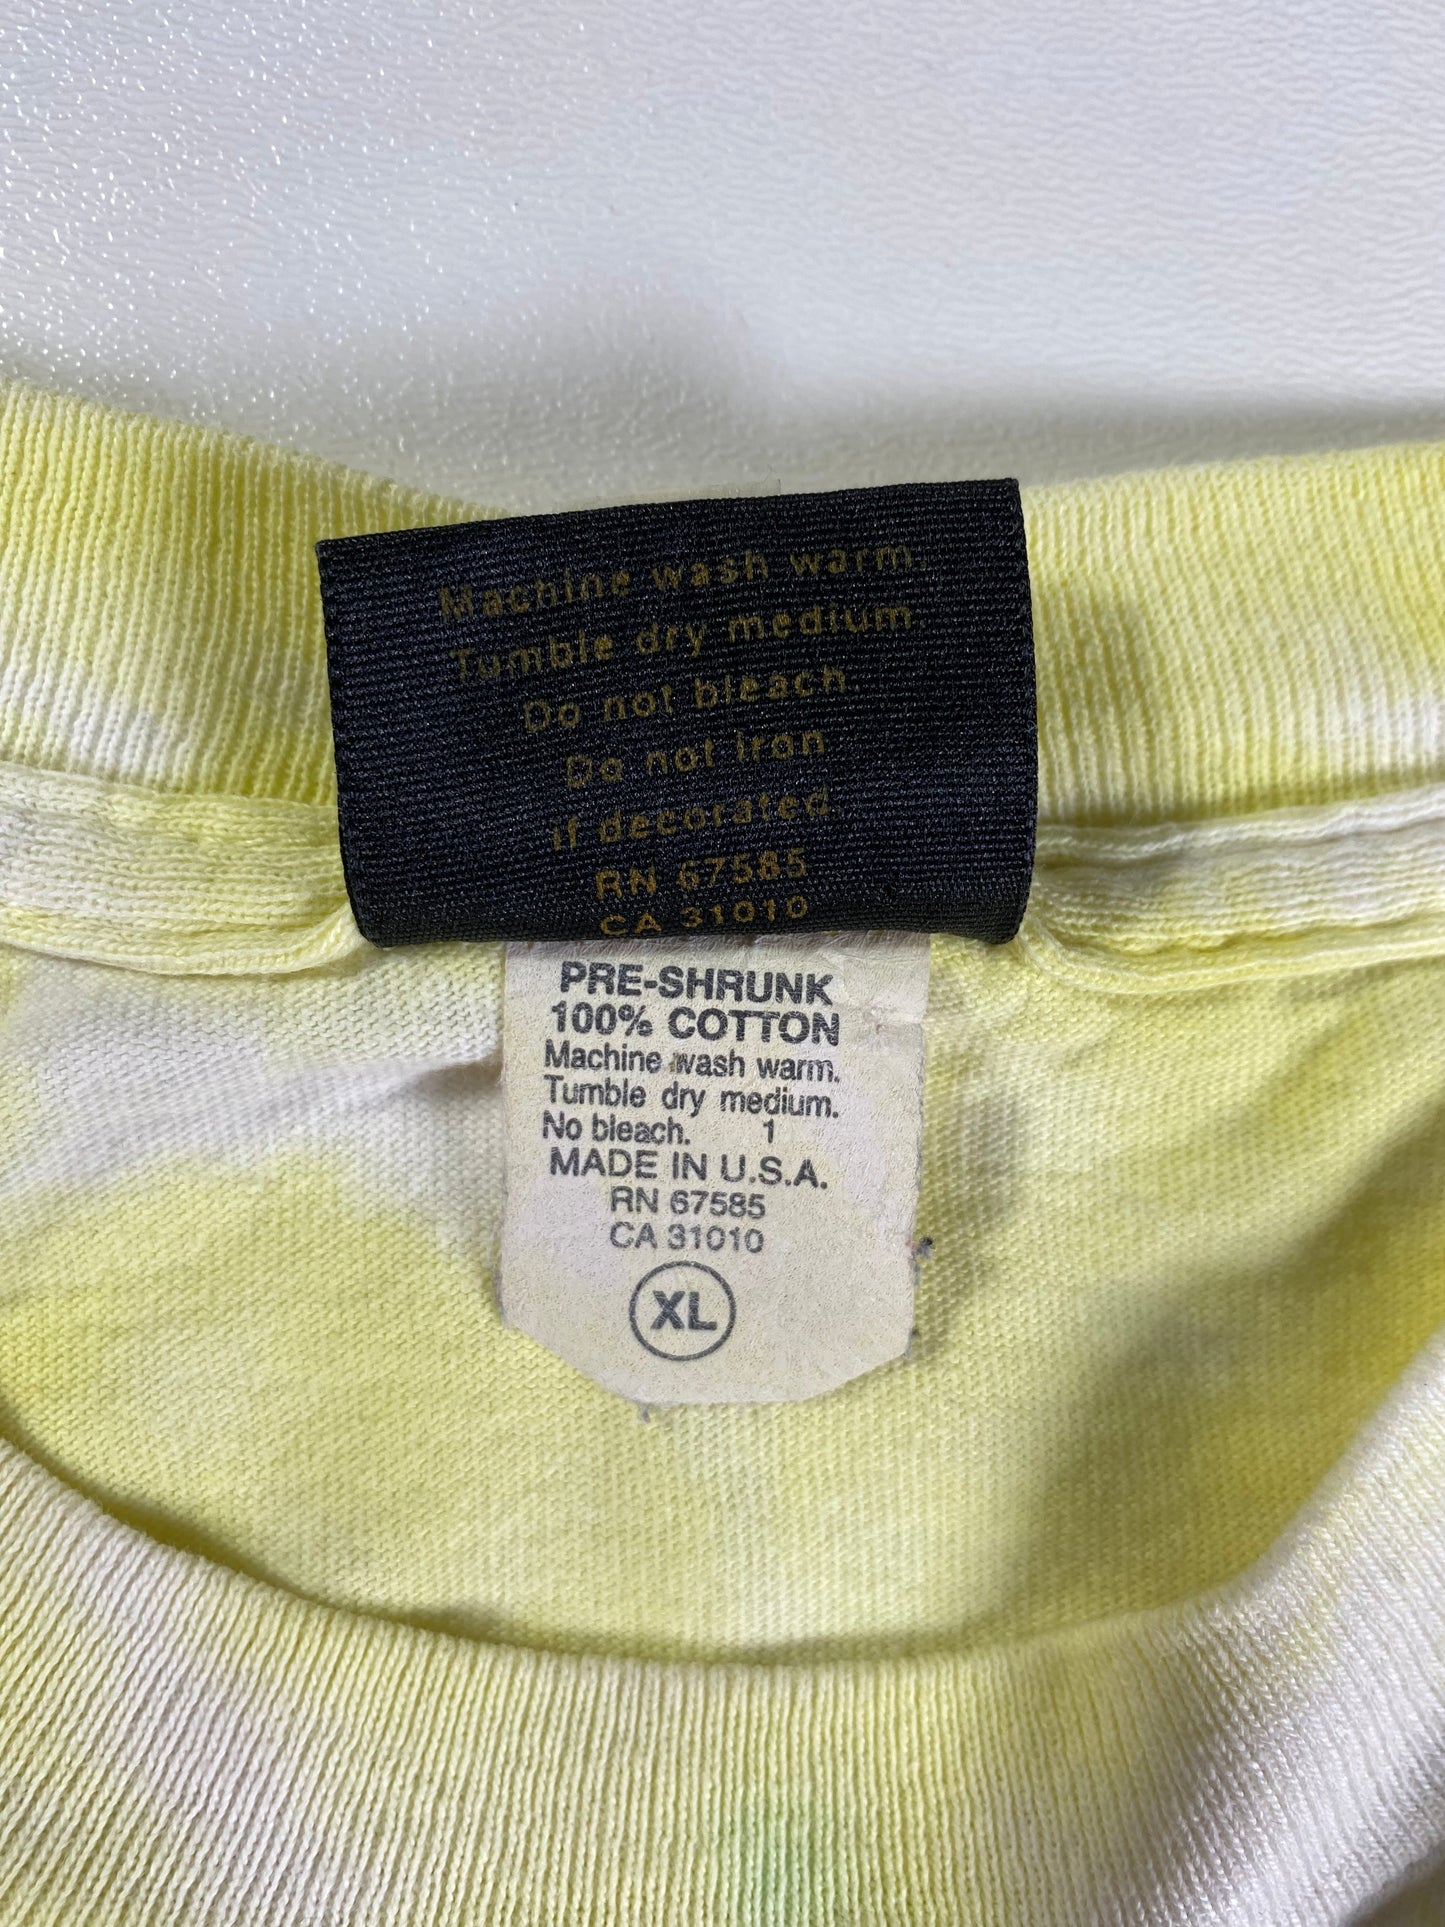 Machine wash warm.
Tumble dry medium
Do not bleach.
Do not iron
if decorated.
RN 67585
CA 31010
PRE-SHRUNK
100% COTTON
Machine wash warm.
Tumble dry medium.
No bleach. 1
MADE IN U.S.A.
RN 67585
CA 31010
XL